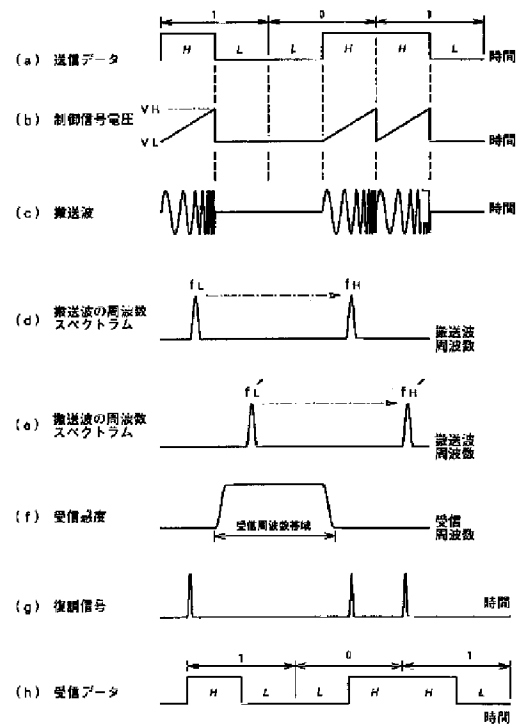 1 0 1
(a) 送信データ H L L H H L 時間
(b) 制御信号電圧 VH VL 時間
(c) 搬送波 時間
fL fH
(d) 搬送波の周波数
スペクトラム
搬送波
周波数
fL′ fH′
(e) 搬送波の周波数
スペクトラム
搬送波
周波数
(f) 受信感度 受信周波数帯域
受信
周波数
(g) 復調信号 時間
1 0 1
(h) 受信データ H L L H H L
時間